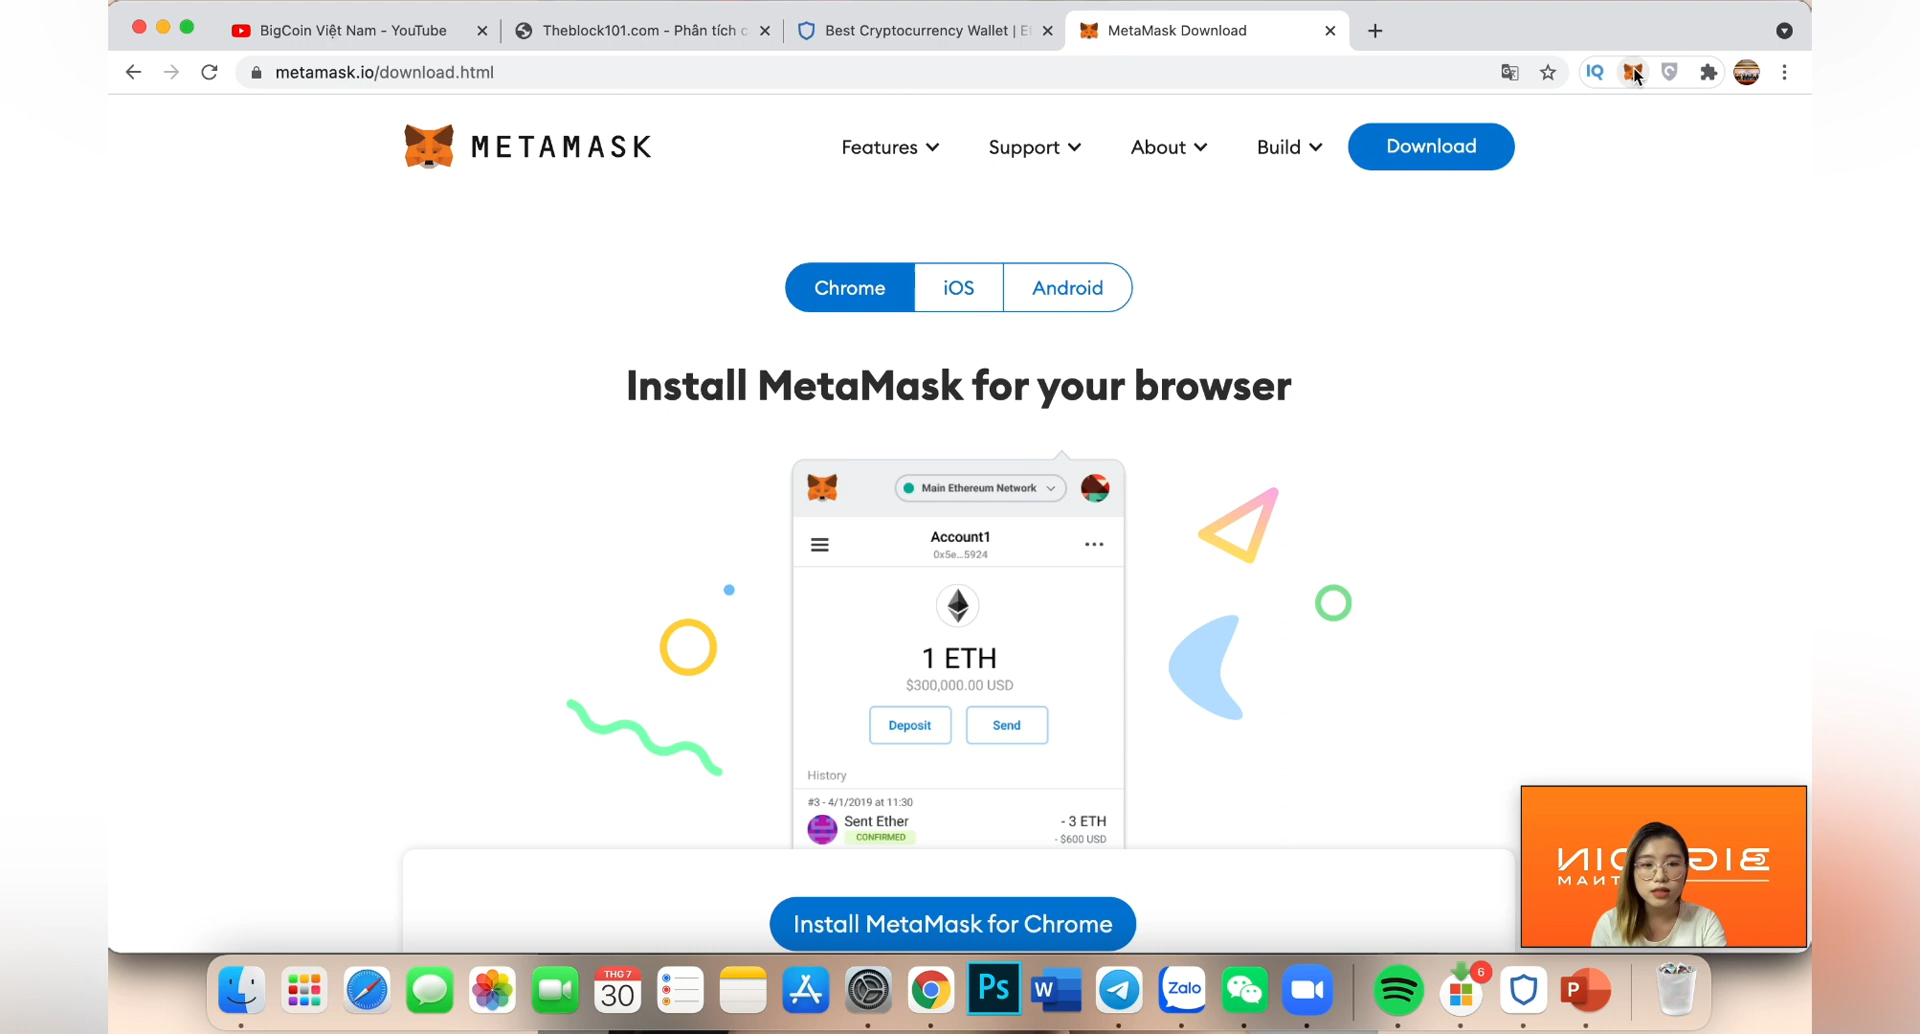 BigCoin Việt Nam - YouTube
Theblock101.com - Phân tích c
Best Cryptocurrency Wallet | Et
MetaMask Download
metamask.io/download.html
IQ
METAMASK
Features
Support
About
Build
Download
Chrome
iOS
Android
Install MetaMask for your browser
Main Ethereum Network
Account1
0x5e...5924
1 ETH
$300,000.00 USD
Deposit
Send
History
#3 - 4/1/2019 at 11:30
Sent Ether
- 3 ETH
CONFIRMED
- $600 USD
Install MetaMask for Chrome
THG 7
30
Ps
W
Zalo
6
P